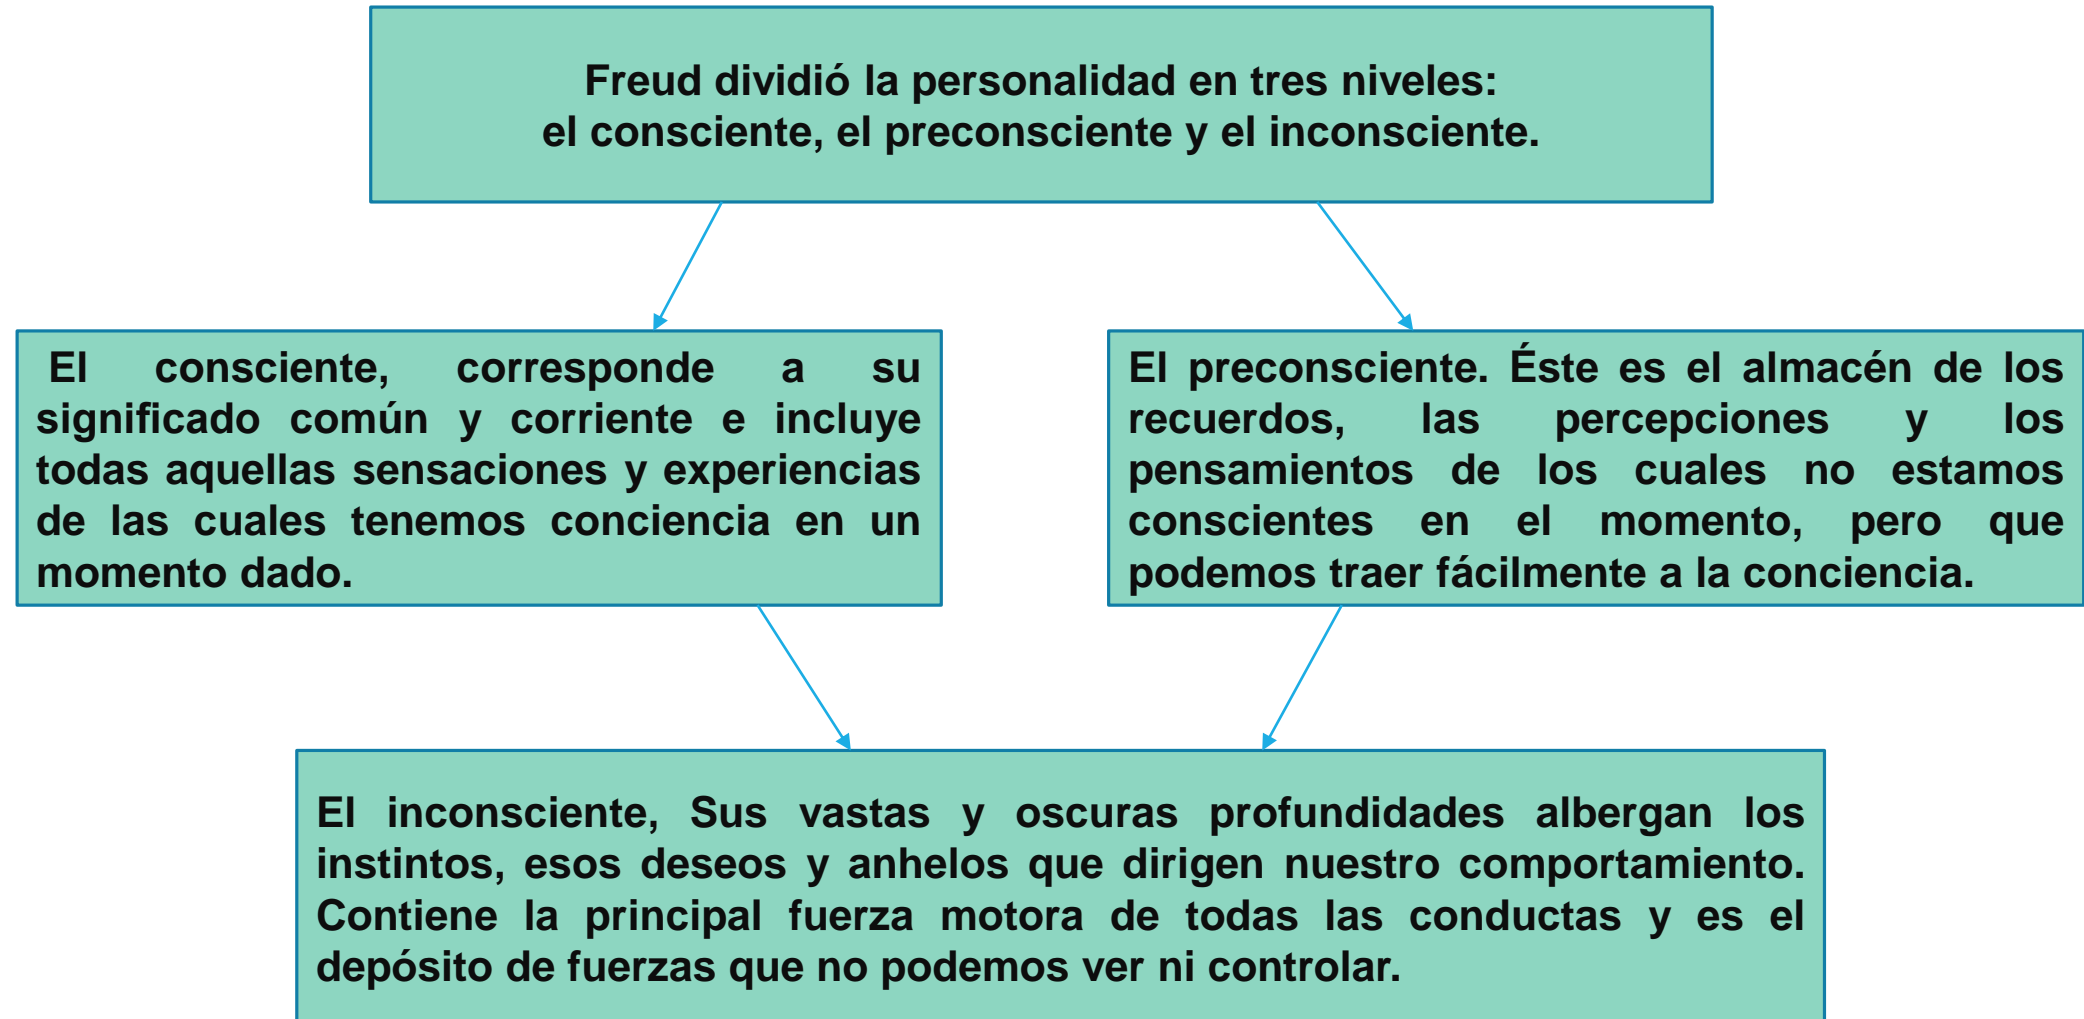 Freud dividió la personalidad en tres niveles:
el consciente, el preconsciente y el inconsciente.
El consciente, corresponde a su
significado común y corriente e incluye
todas aquellas sensaciones y experiencias
de las cuales tenemos conciencia en un
momento dado.
El preconsciente. Éste es el almacén de los
recuerdos, las percepciones y los
pensamientos de los cuales no estamos
conscientes en el momento, pero que
podemos traer fácilmente a la conciencia.
El inconsciente, Sus vastas y oscuras profundidades albergan los
instintos, esos deseos y anhelos que dirigen nuestro comportamiento.
Contiene la principal fuerza motora de todas las conductas y es el
depósito de fuerzas que no podemos ver ni controlar.